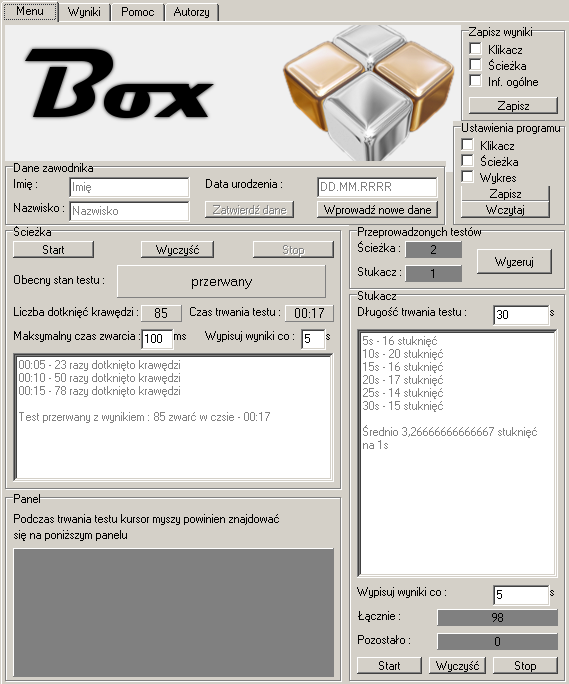 Menu
Wyniki
Pomoc
Autorzy
Box
Zapisz wyniki
Klikacz
Ścieżka
Inf. ogólne
Zapisz
Ustawienia programu
Klikacz
Ścieżka
Wykres
Zapisz
Wczytaj
Dane zawodnika
Imię :
Imię
Data urodzenia :
DD.MM.RRRR
Nazwisko :
Nazwisko
Zatwierdź dane
Wprowadź nowe dane
Ścieżka
Start
Wyczyść
Stop
Obecny stan testu :
przerwany
Liczba dotknięć krawędzi :
85
Czas trwania testu :
00:17
Maksymalny czas zwarcia :
100
ms
Wypisuj wyniki co :
5
s
00:05 - 23 razy dotknięto krawędzi
00:10 - 50 razy dotknięto krawędzi
00:15 - 78 razy dotknięto krawędzi
Test przerwany z wynikiem : 85 zwarć w czsie - 00:17
Panel
Podczas trwania testu kursor myszy powinien znajdować
się na poniższym panelu
Przeprowadzonych testów
Ścieżka :
2
Stukacz :
1
Wyzeruj
Stukacz
Długość trwania testu :
30
s
5s - 16 stuknięć
10s - 20 stuknięć
15s - 16 stuknięć
20s - 17 stuknięć
25s - 14 stuknięć
30s - 15 stuknięć
Średnio 3,26666666666667 stuknięć
na 1s
Wypisuj wyniki co :
5
s
Łącznie :
98
Pozostało :
0
Start
Wyczyść
Stop